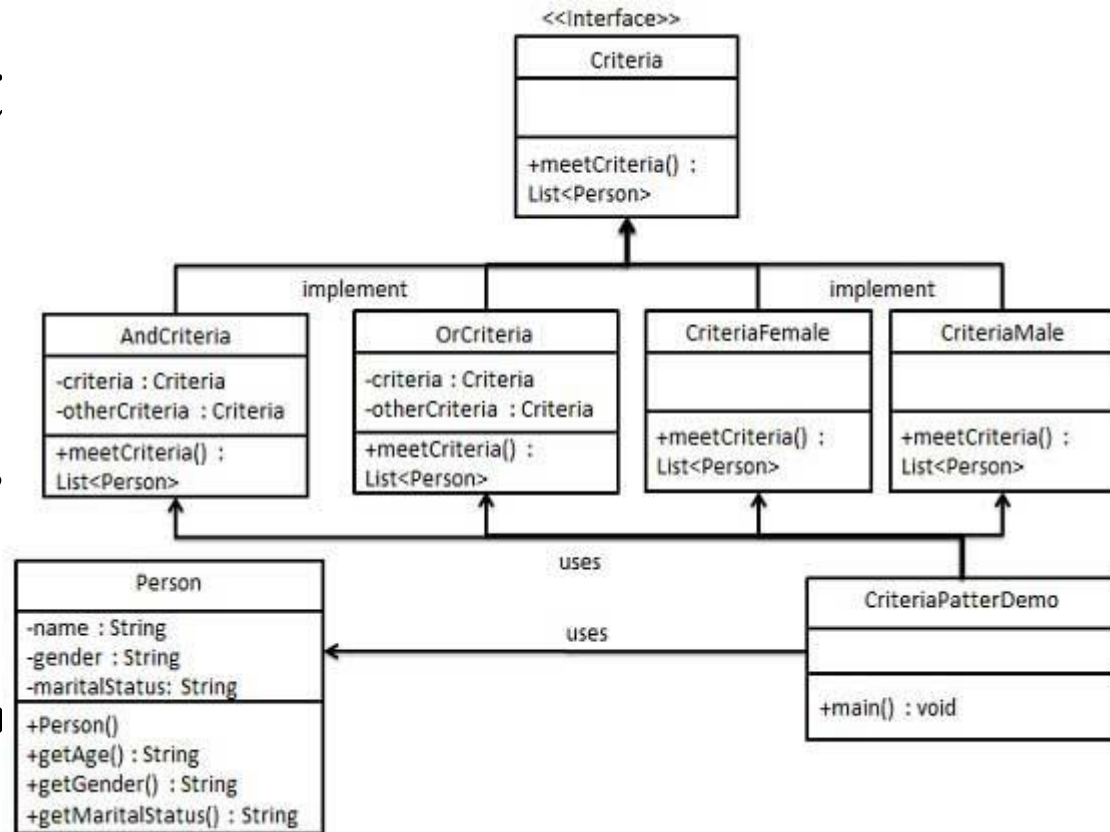 <<Interface>>
Criteria
+meetCriteria() :
List<Person>
implement
implement
AndCriteria
-criteria : Criteria
-otherCriteria : Criteria
+meetCriteria() :
List<Person>
OrCriteria
-criteria : Criteria
-otherCriteria : Criteria
+meetCriteria() :
List<Person>
CriteriaFemale
+meetCriteria() :
List<Person>
CriteriaMale
+meetCriteria() :
List<Person>
uses
Person
-name : String
-gender : String
-maritalStatus: String
+Person()
+getAge() : String
+getGender() : String
+getMaritalStatus() : String
uses
CriteriaPatterDemo
+main() : void